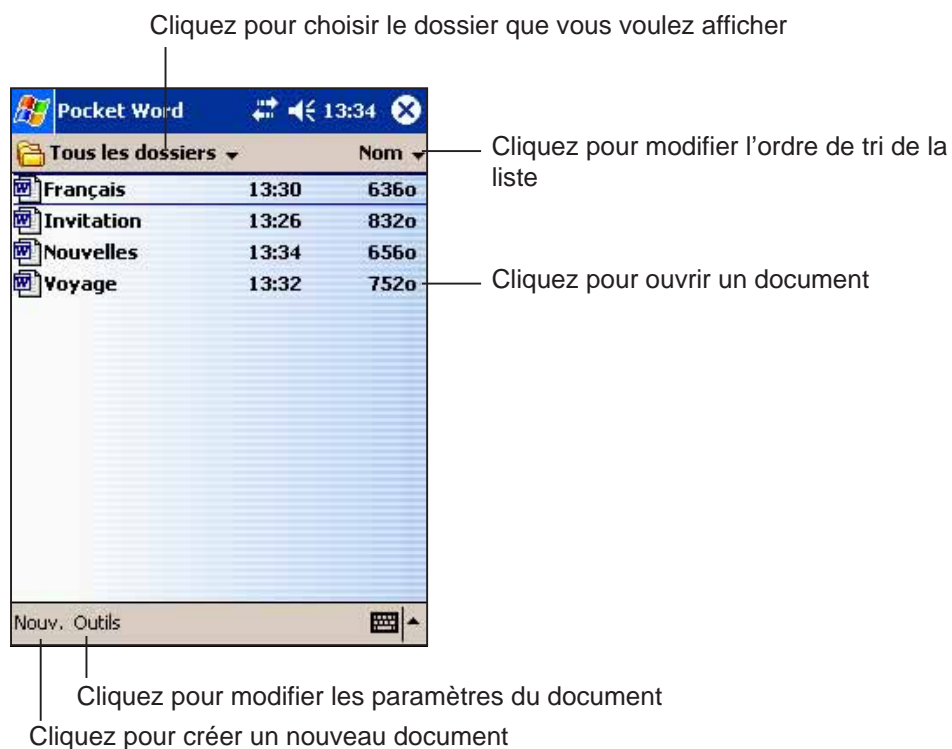 Cliquez pour choisir le dossier que vous voulez afficher
Pocket Word 13:34
Tous les dossiers Nom
Cliquez pour modifier l'ordre de tri de la
liste
Français 13:30 636o
Invitation 13:26 832o
Nouvelles 13:34 656o
Voyage 13:32 752o
Cliquez pour ouvrir un document
Nouv. Outils
Cliquez pour modifier les paramètres du document
Cliquez pour créer un nouveau document